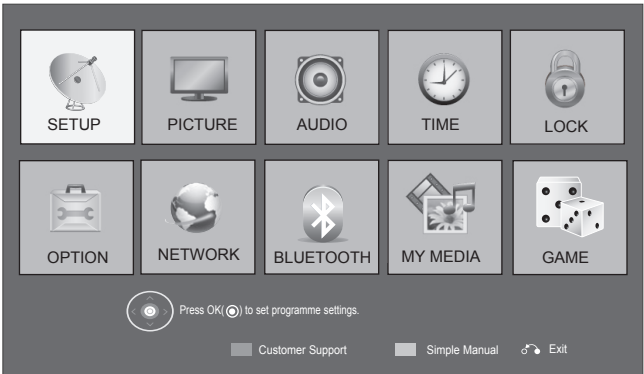 SETUP PICTURE AUDIO TIME LOCK
OPTION NETWORK BLUETOOTH MY MEDIA GAME
Press OK(◉) to set programme settings.
Customer Support Simple Manual Exit